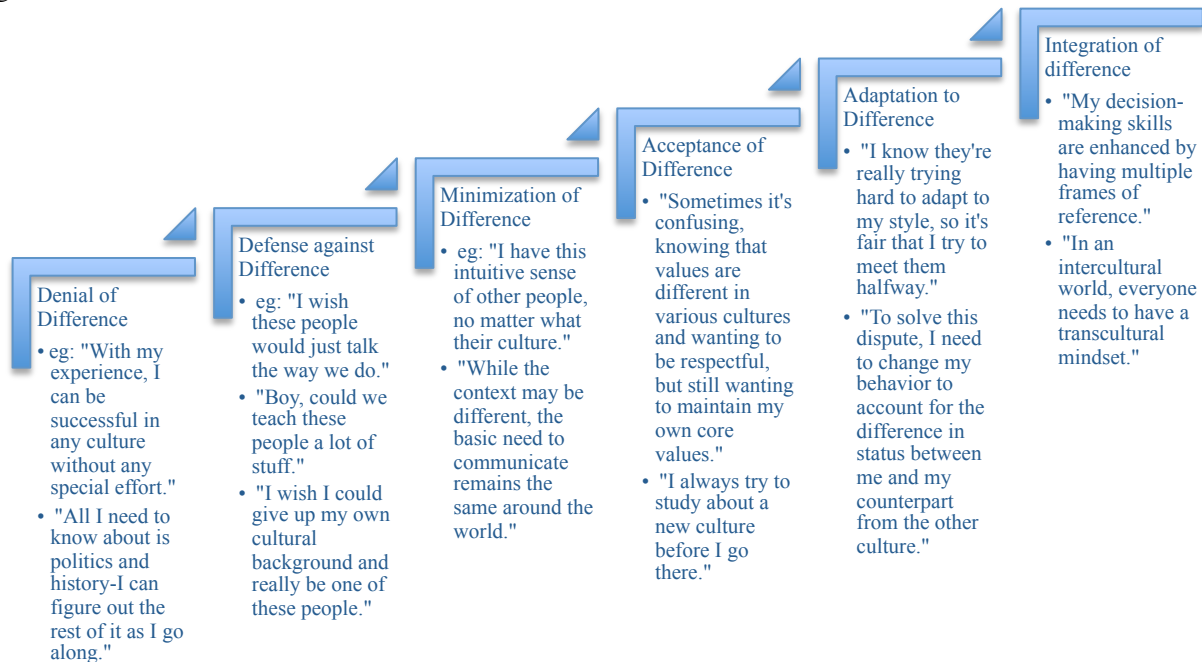 Denial of
Difference
• eg: "With my
experience, I
can be
successful in
any culture
without any
special effort."
• "All I need to
know about is
politics and
history-I can
figure out the
rest of it as I go
along."
Defense against
Difference
• eg: "I wish
these people
would just talk
the way we do."
• "Boy, could we
teach these
people a lot of
stuff."
• "I wish I could
give up my own
cultural
background and
really be one of
these people."
Minimization of
Difference
• eg: "I have this
intuitive sense
of other people,
no matter what
their culture."
• "While the
context may be
different, the
basic need to
communicate
remains the
same around the
world."
Acceptance of
Difference
• "Sometimes it's
confusing,
knowing that
values are
different in
various cultures
and wanting to
be respectful,
but still wanting
to maintain my
own core
values."
• "I always try to
study about a
new culture
before I go
there."
Adaptation to
Difference
• "I know they're
really trying
hard to adapt to
my style, so it's
fair that I try to
meet them
halfway."
• "To solve this
dispute, I need
to change my
behavior to
account for the
difference in
status between
me and my
counterpart
from the other
culture."
Integration of
difference
• "My decision-
making skills
are enhanced by
having multiple
frames of
reference."
• "In an
intercultural
world, everyone
needs to have a
transcultural
mindset."